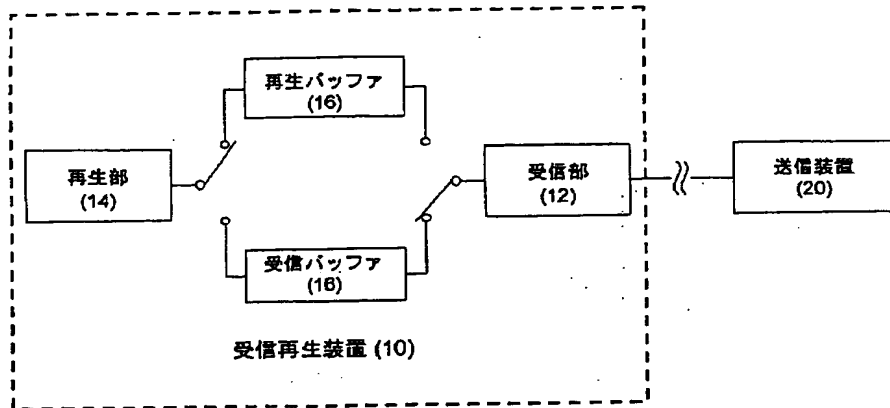 再生バッファ
(16)
再生部
(14)
受信部
(12)
送信装置
(20)
受信バッファ
(16)
受信再生装置 (10)